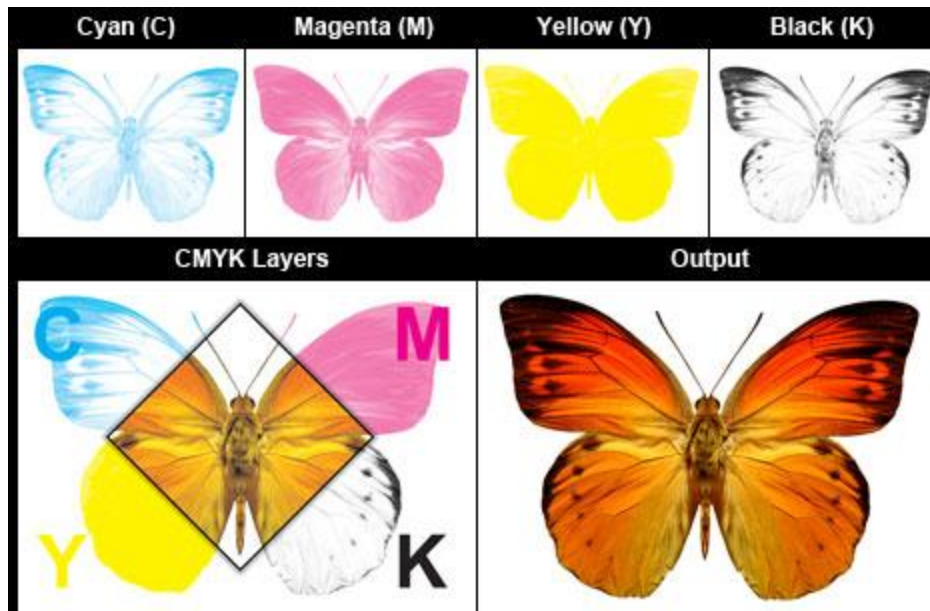 Cyan (C)
Magenta (M)
Yellow (Y)
Black (K)
CMYK Layers
Output
C
M
Y
K